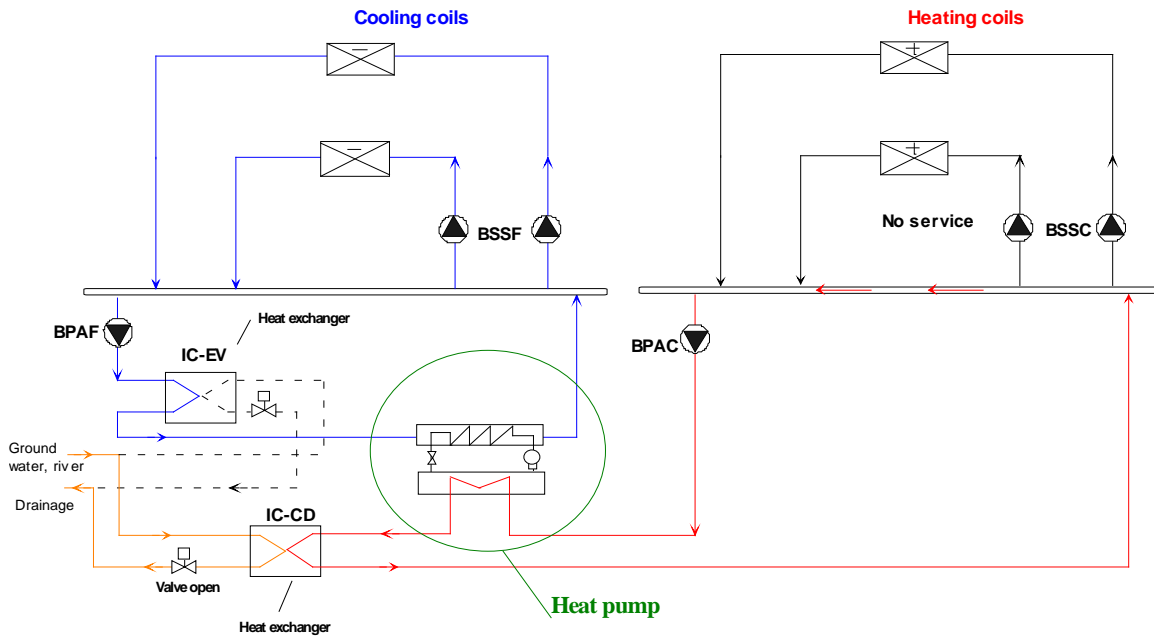 Cooling coils
Heating coils
No service
BSSF
BSSC
BPAF
Heat exchanger
IC-EV
BPAC
Ground
water, river
Drainage
IC-CD
Valve open
Heat pump
Heat exchanger